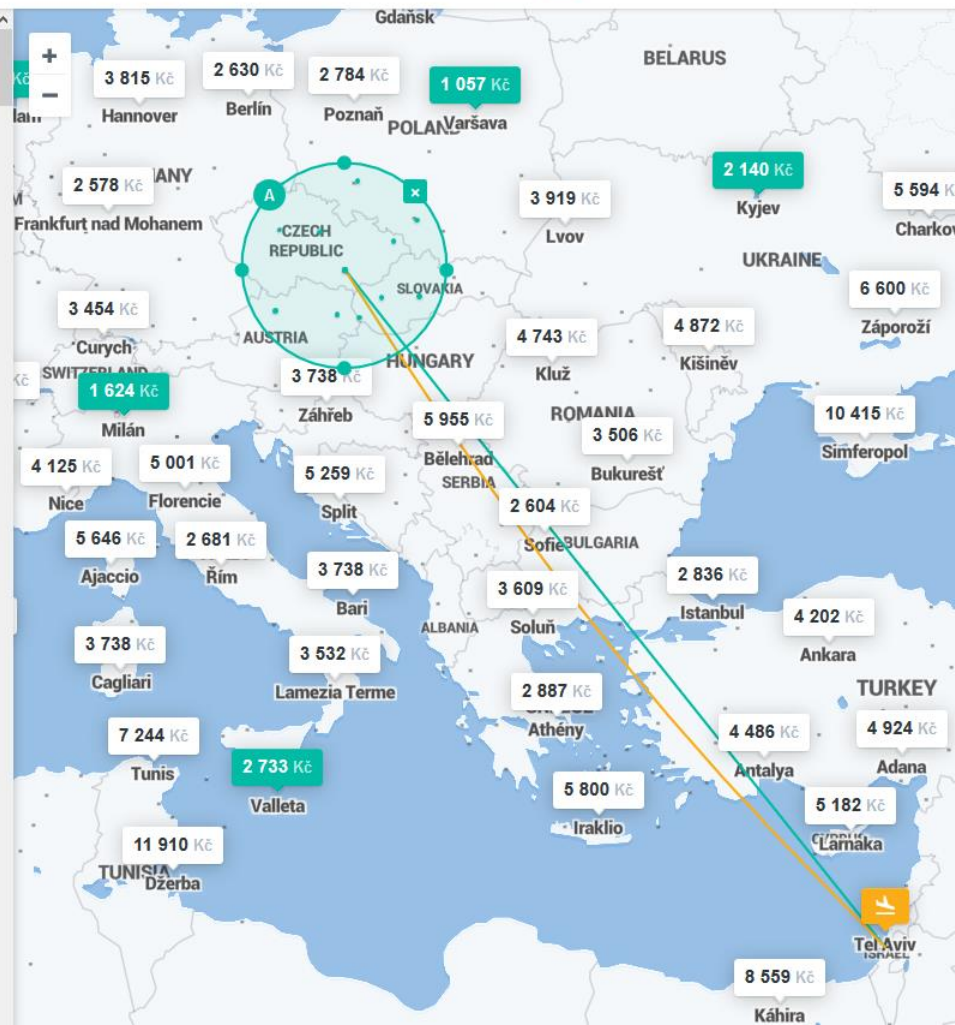 Gdaňsk
BELARUS
+
−
3 815 Kč
Hannover
2 630 Kč
Berlín
2 784 Kč
Poznaň
1 057 Kč
Varšava
POLAND
2 578 Kč
Frankfurt nad Mohanem
A
×
CZECH
REPUBLIC
3 919 Kč
Lvov
2 140 Kč
Kyjev
5 594 K
Charkov
UKRAINE
SLOVAKIA
AUSTRIA
HUNGARY
3 454 Kč
Curych
SWITZERLAND
Kč
1 624 Kč
Milán
3 738 Kč
Záhřeb
4 743 Kč
Kluž
4 872 Kč
Kišiněv
6 600 Kč
Záporoží
5 955 Kč
Bělehrad
SERBIA
ROMANIA
3 506 Kč
Bukurešť
10 415 Kč
Simferopol
4 125 Kč
Nice
5 001 Kč
Florencie
5 259 Kč
Split
2 604 Kč
Sofie
BULGARIA
5 646 Kč
Ajaccio
2 681 Kč
Řím
3 738 Kč
Bari
3 609 Kč
Soluň
ALBANIA
2 836 Kč
Istanbul
4 202 Kč
Ankara
TURKEY
3 738 Kč
Cagliari
3 532 Kč
Lamezia Terme
2 887 Kč
Athény
4 486 Kč
Antalya
4 924 Kč
Adana
7 244 Kč
Tunis
2 733 Kč
Valleta
5 800 Kč
Iraklio
5 182 Kč
Larnaka
11 910 Kč
TUNISIA
Džerba
Tel Aviv
ISRAEL
8 559 Kč
Káhira